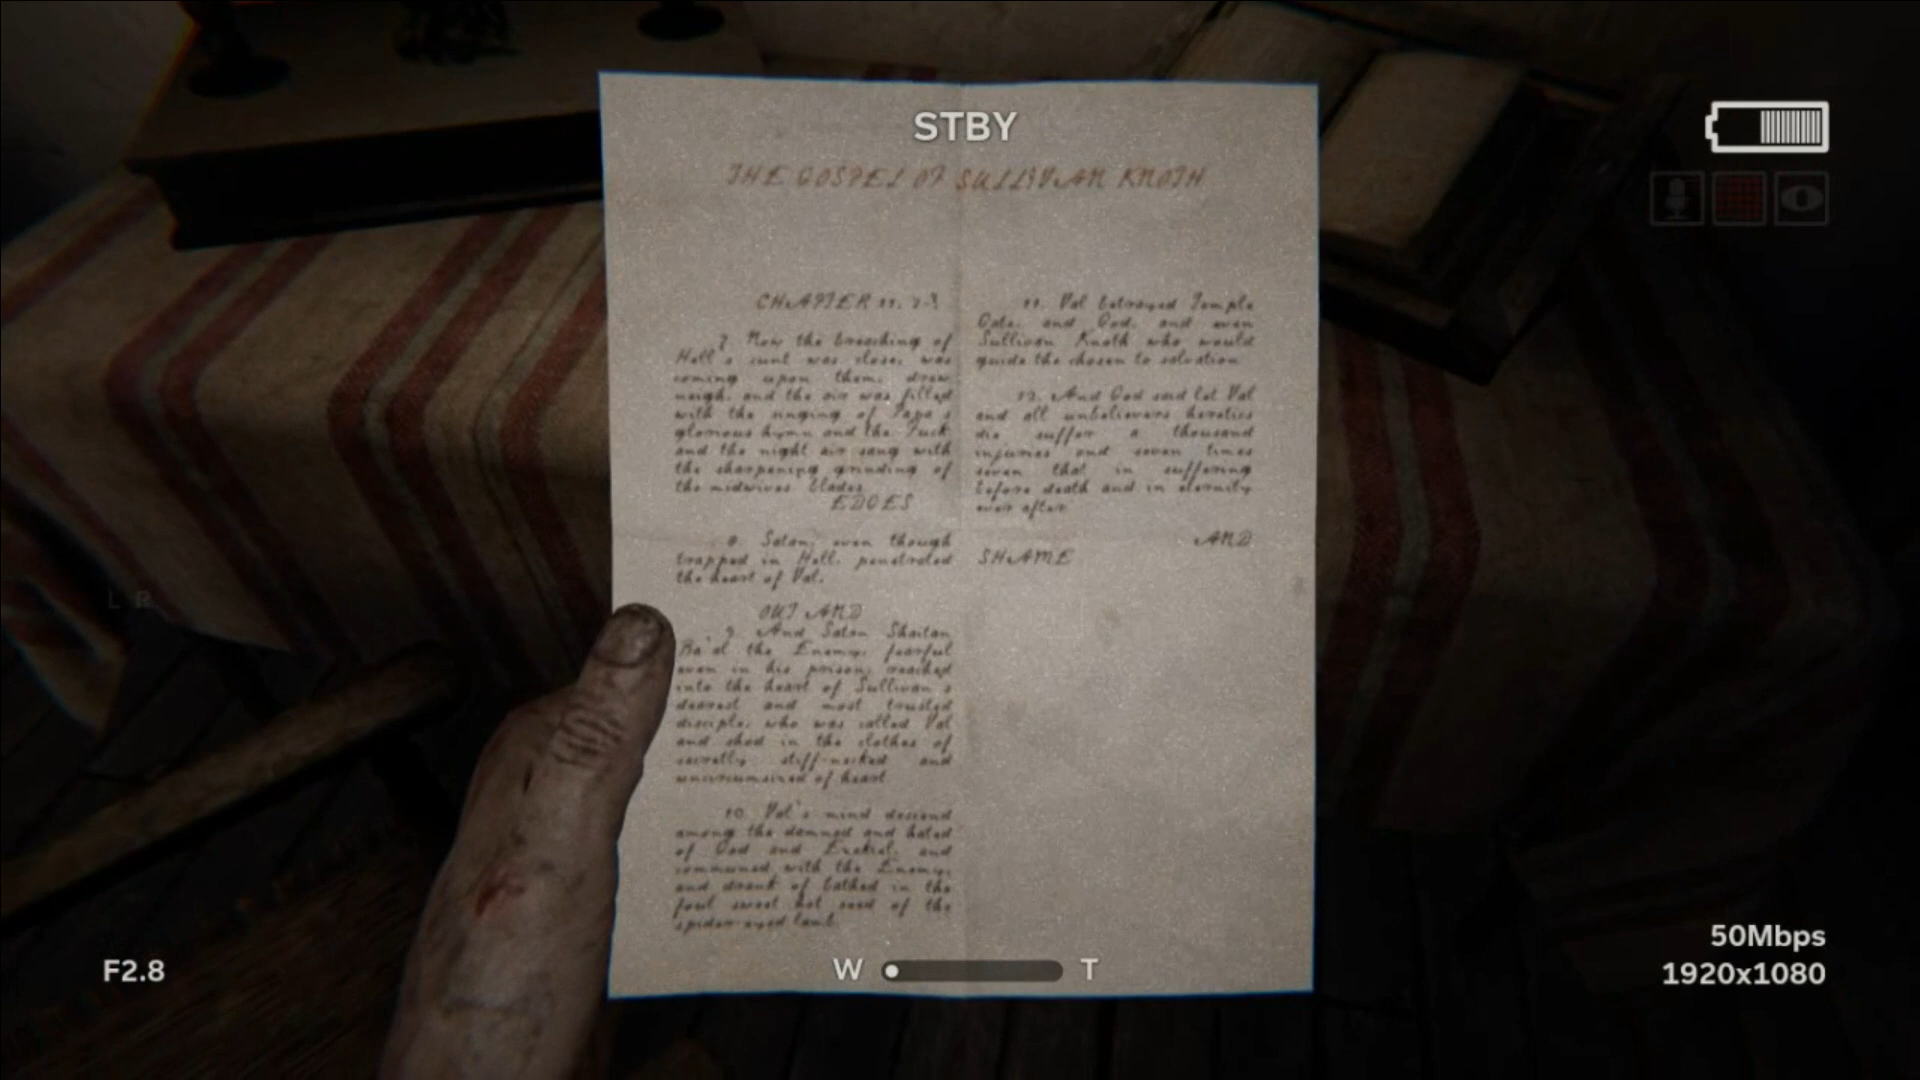 STBY
THE GOSPEL OF SULLIVAN KNOTH
CHAPTER 11.
7. Now the breaching of
Hell's cunt was close, was
coming upon them, drew
neigh, and the air was filled
with the ringing of Papa's
glorious hymn and the Fuck
and the night air sang with
the sharpening grinding of
the midwives blades
EDGES
8. Satan, even though
trapped in Hell, penetrated
the heart of Val.
OUT AND
9. And Satan Shaitan
Ra'al the Enemy, fearful
even in his prison, reached
into the heart of Sullivan's
dearest and most trusted
disciple, who was called Val
and shod in the clothes of
secretly stiff-necked and
uncircumsized of heart.
10. Val's mind descend
among the damned and hated
of God and Ezekiel, and
communed with the Enemy,
and drank of bathed in the
foul sweet hot seed of the
spider-eyed lamb.
11. Val betrayed Temple
Gate, and God, and even
Sullivan Knoth who would
guide the chosen to salvation
12. And God said let Val
and all unbelievers heretics
die suffer a thousand
injuries and seven times
seven that in suffering
before death and in eternity
ever after
AND
SHAME
L R
F2.8
W T
50Mbps
1920x1080